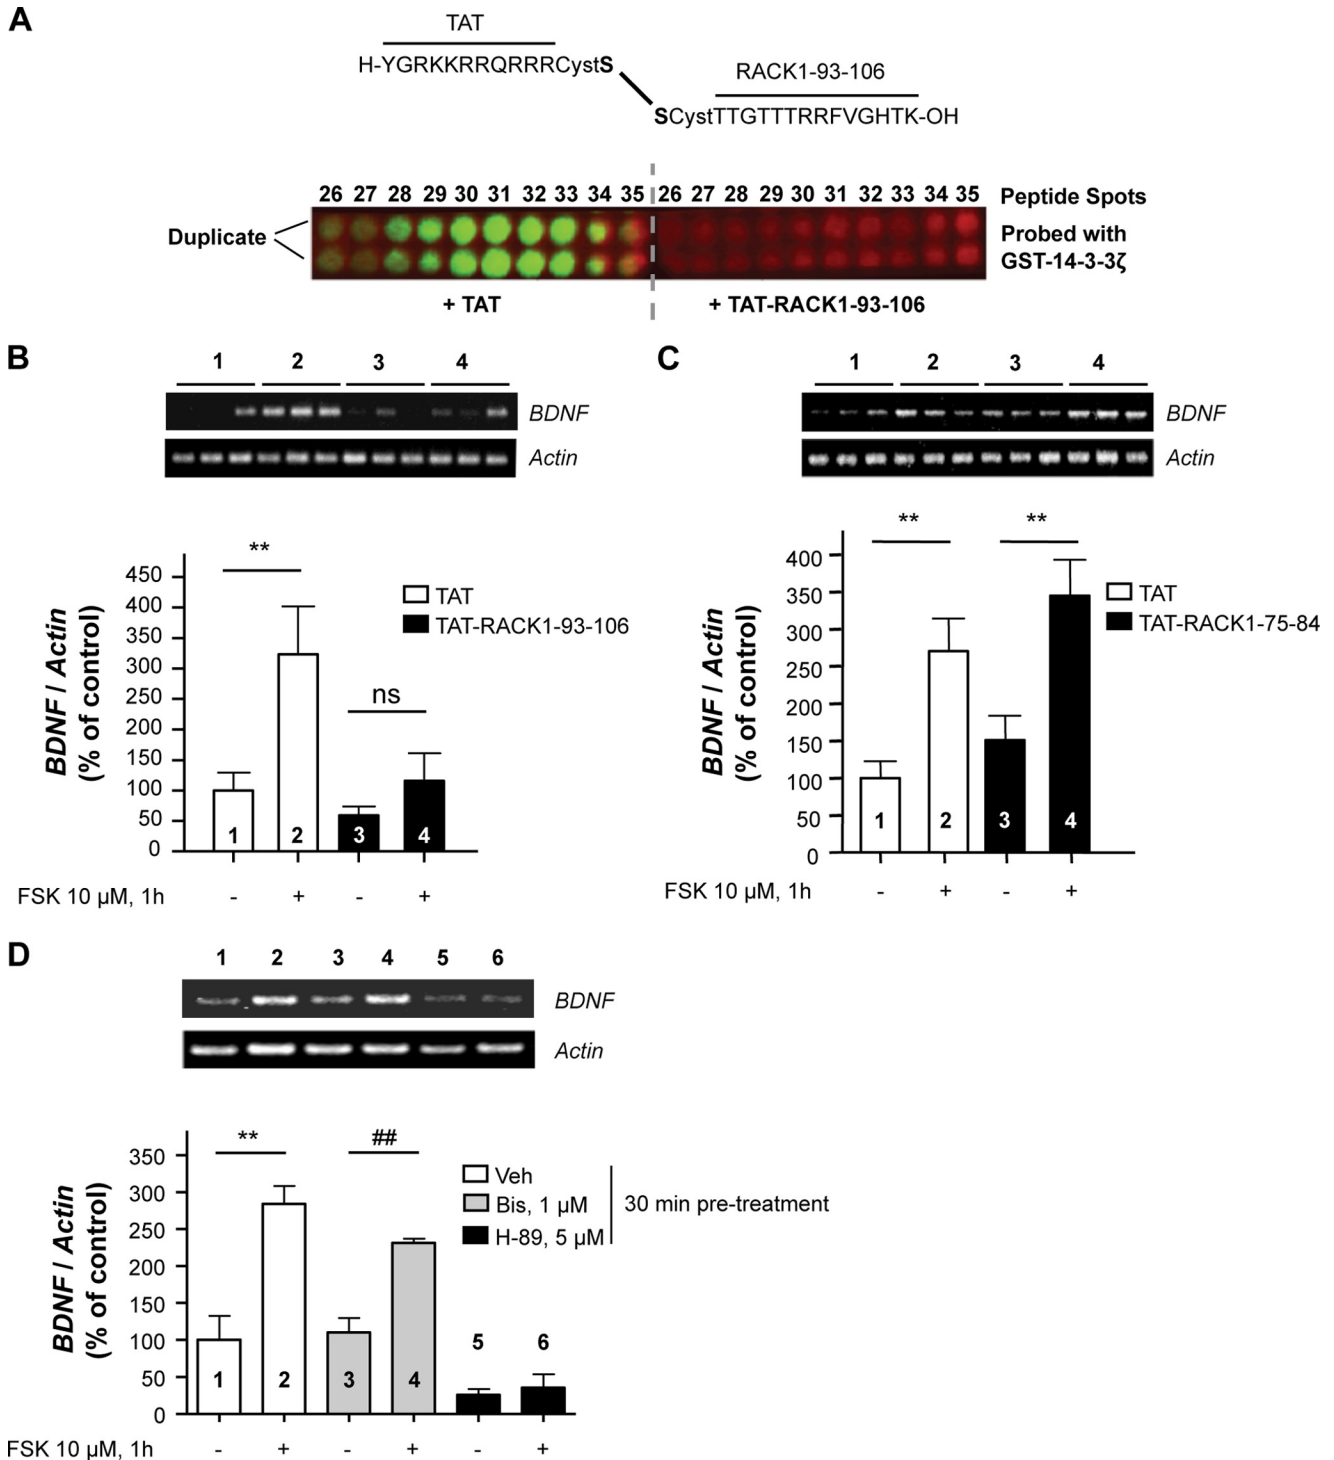 A
TAT
H-YGRKKRRQRRRCystS
RACK1-93-106
SCystTTGTTTRRFVGHTK-OH
26 27 28 29 30 31 32 33 34 35 26 27 28 29 30 31 32 33 34 35 Peptide Spots
Duplicate
Probed with
GST-14-3-3ζ
+ TAT
+ TAT-RACK1-93-106
B
1 2 3 4
BDNF
Actin
BDNF / Actin
(% of control)
450
400
350
300
250
200
150
100
50
0
**
ns
TAT
TAT-RACK1-93-106
1 2 3 4
FSK 10 µM, 1h - + - +
C
1 2 3 4
BDNF
Actin
BDNF / Actin
(% of control)
400
350
300
250
200
150
100
50
0
** **
TAT
TAT-RACK1-75-84
1 2 3 4
FSK 10 µM, 1h - + - +
D
1 2 3 4 5 6
BDNF
Actin
BDNF / Actin
(% of control)
350
300
250
200
150
100
50
0
** ##
Veh
Bis, 1 µM
H-89, 5 µM
30 min pre-treatment
1 2 3 4 5 6
FSK 10 µM, 1h - + - + - +